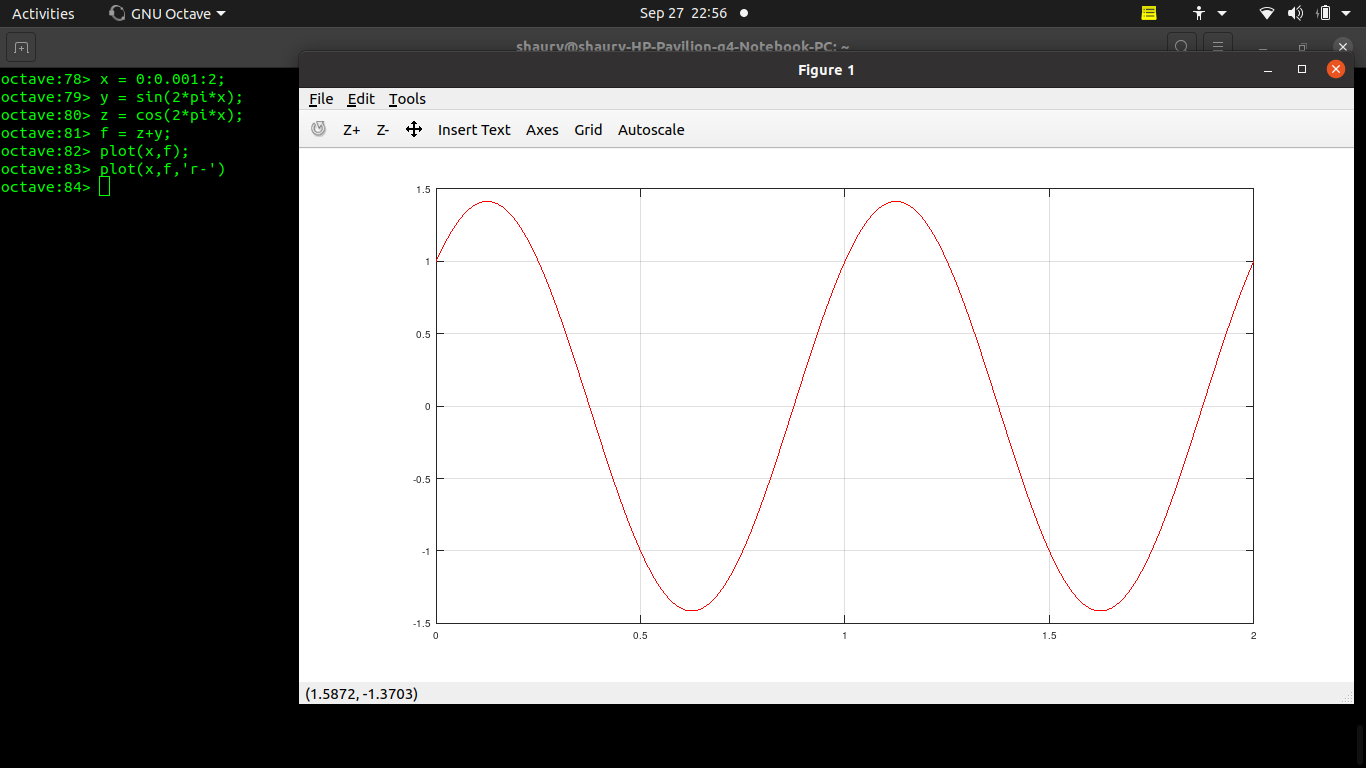 Activities GNU Octave Sep 27 22:56
shaury@shaury-HP-Pavilion-g4-Notebook-PC: ~
octave:78> x = 0:0.001:2;
octave:79> y = sin(2*pi*x);
octave:80> z = cos(2*pi*x);
octave:81> f = z+y;
octave:82> plot(x,f);
octave:83> plot(x,f,'r-')
octave:84>
Figure 1
File Edit Tools
Z+ Z- Insert Text Axes Grid Autoscale
1.5
1
0.5
0
-0.5
-1
-1.5
0 0.5 1 1.5 2
(1.5872, -1.3703)